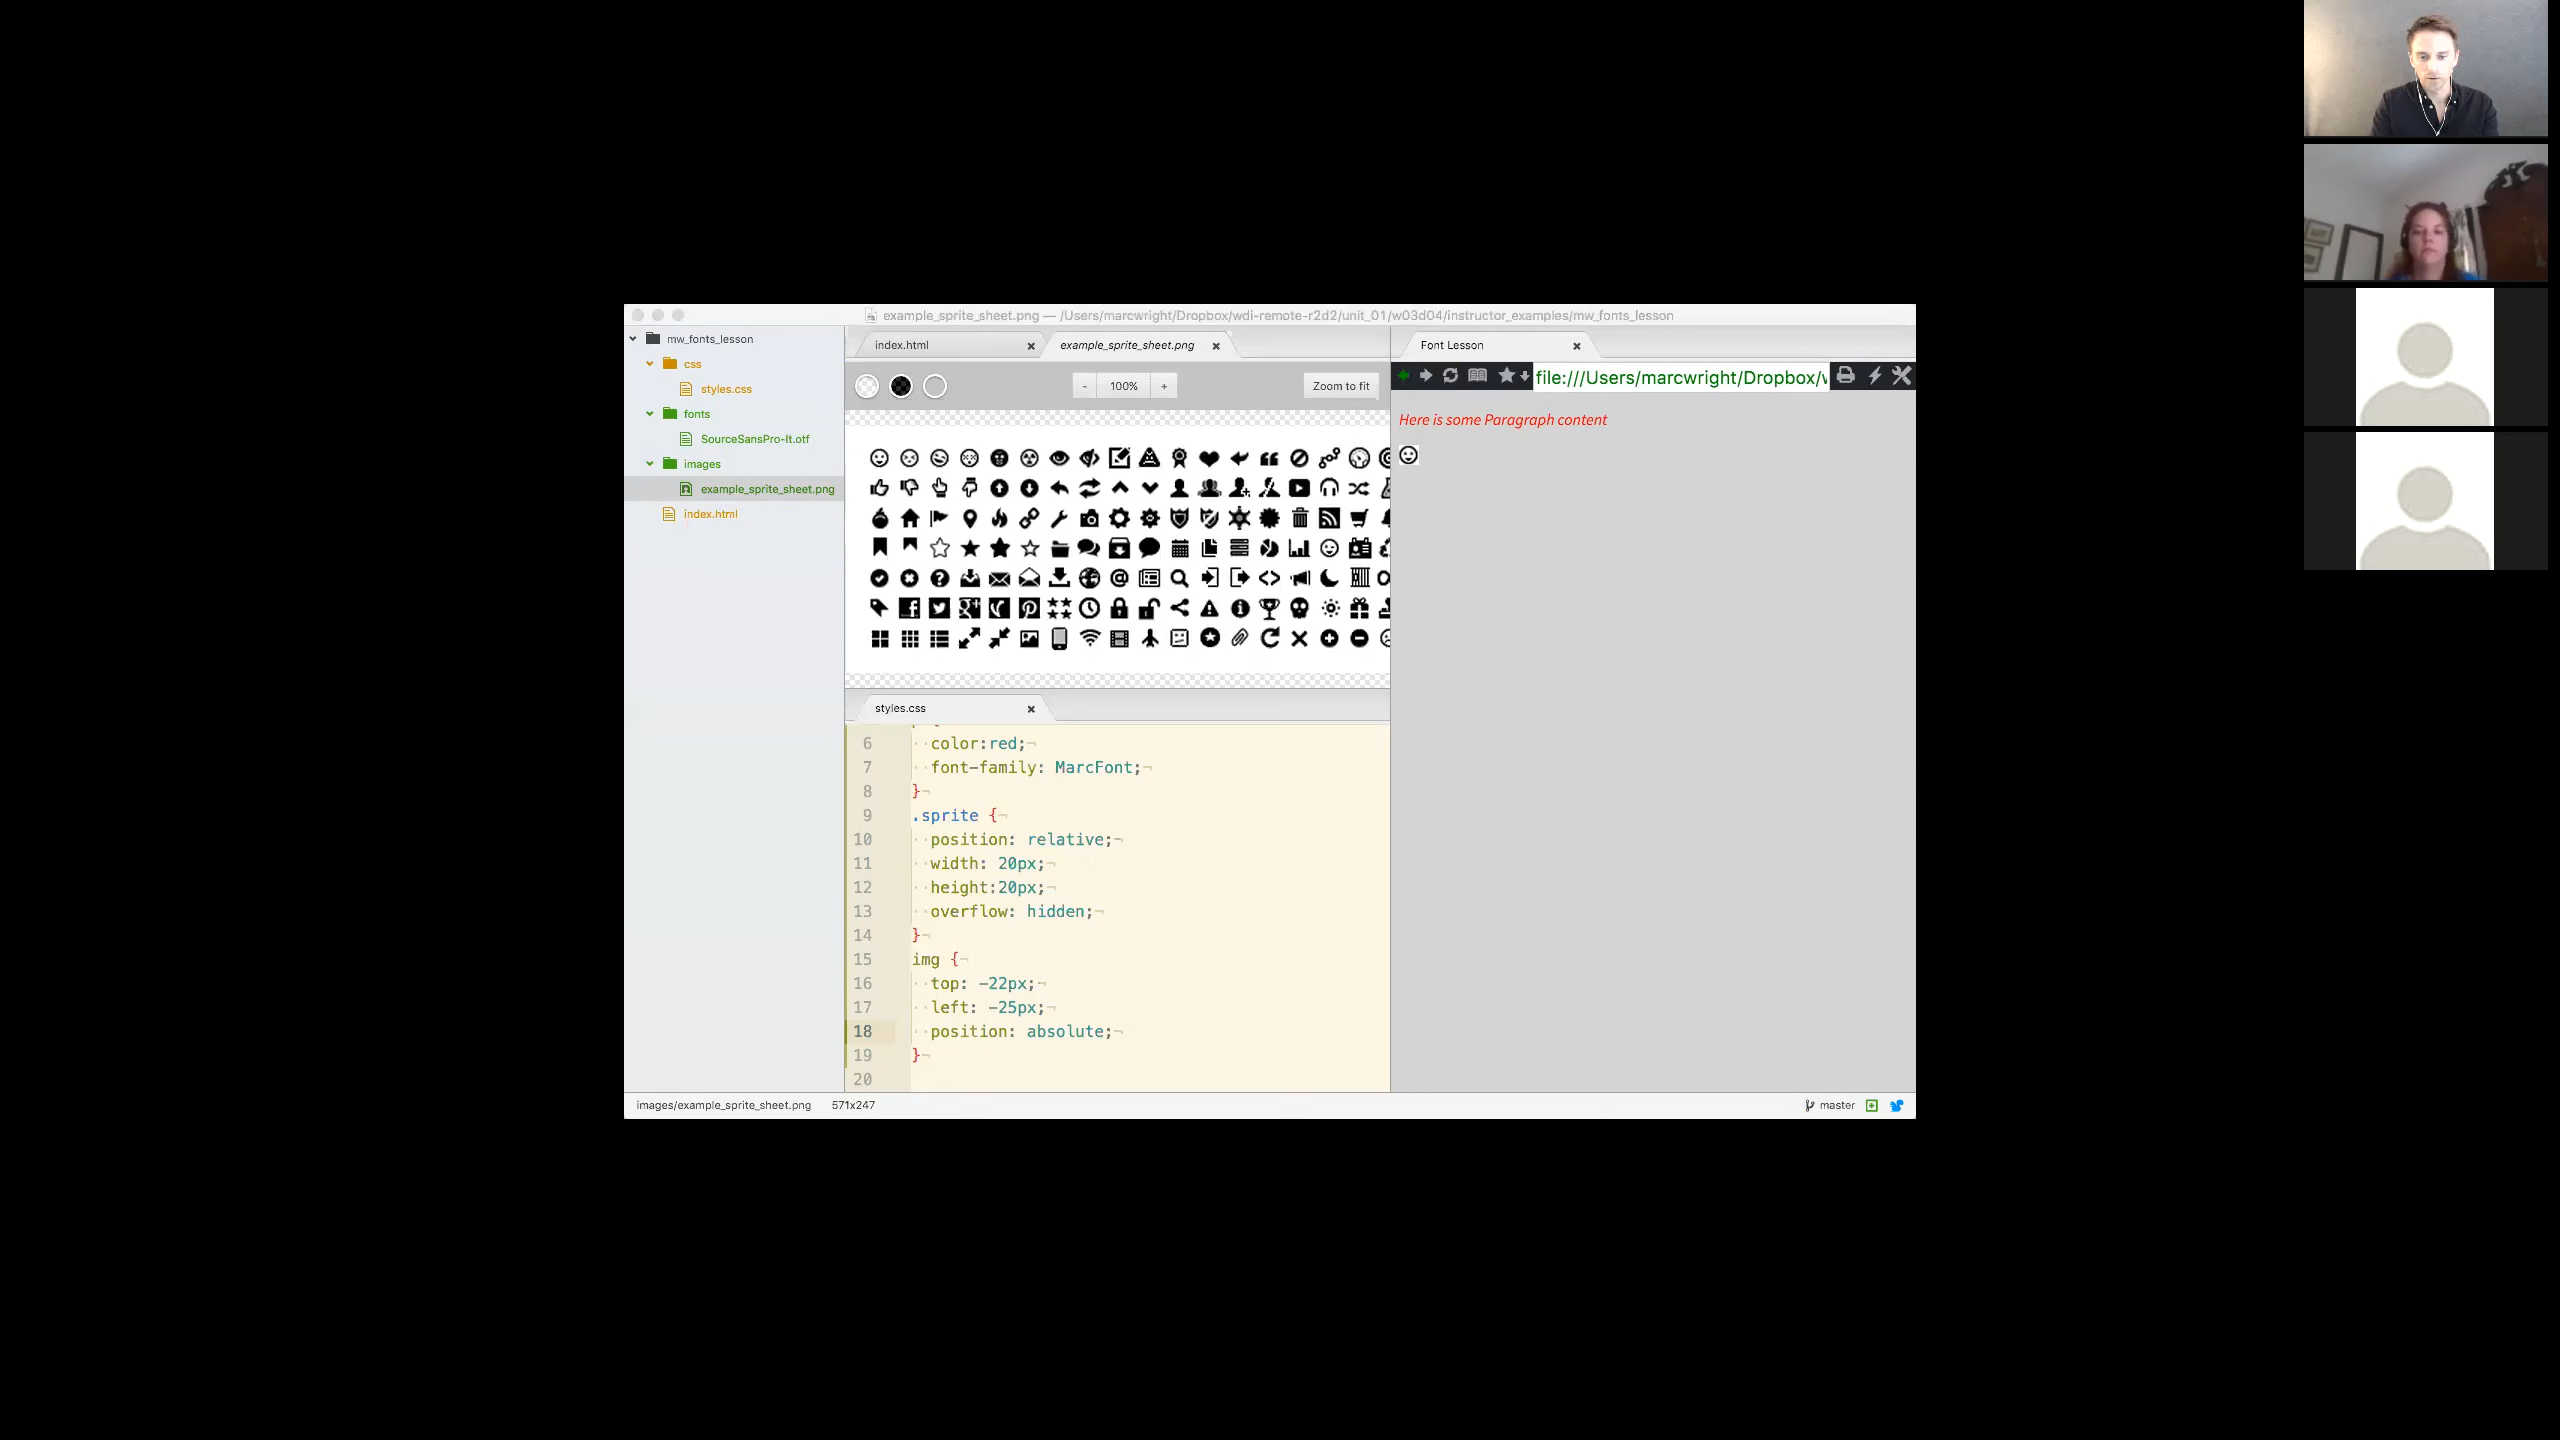 example_sprite_sheet.png — /Users/marcwright/Dropbox/wdi-remote-r2d2/unit_01/w03d04/instructor_examples/mw_fonts_lesson
mw_fonts_lesson
css
styles.css
fonts
SourceSansPro-It.otf
images
example_sprite_sheet.png
index.html
index.html
example_sprite_sheet.png
- 100% +
Zoom to fit
styles.css
6 color:red;¬
7 font-family: MarcFont;¬
8 }¬
9 .sprite {¬
10 position: relative;¬
11 width: 20px;¬
12 height:20px;¬
13 overflow: hidden;¬
14 }¬
15 img {¬
16 top: -22px;¬
17 left: -25px;¬
18 position: absolute;¬
19 }¬
20
Font Lesson
file:///Users/marcwright/Dropbox/
Here is some Paragraph content
images/example_sprite_sheet.png 571x247
master